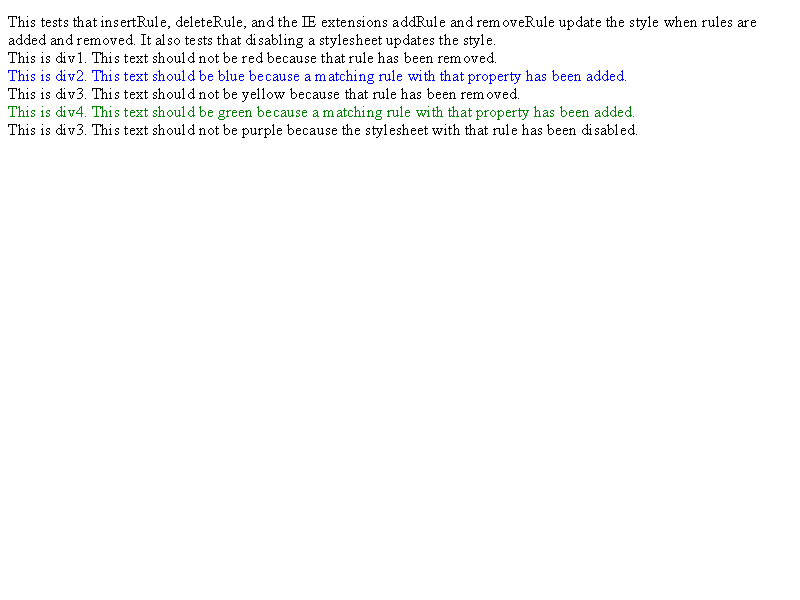 This tests that insertRule, deleteRule, and the IE extensions addRule and removeRule update the style when rules are
added and removed. It also tests that disabling a stylesheet updates the style.
This is div1. This text should not be red because that rule has been removed.
This is div2. This text should be blue because a matching rule with that property has been added.
This is div3. This text should not be yellow because that rule has been removed.
This is div4. This text should be green because a matching rule with that property has been added.
This is div3. This text should not be purple because the stylesheet with that rule has been disabled.